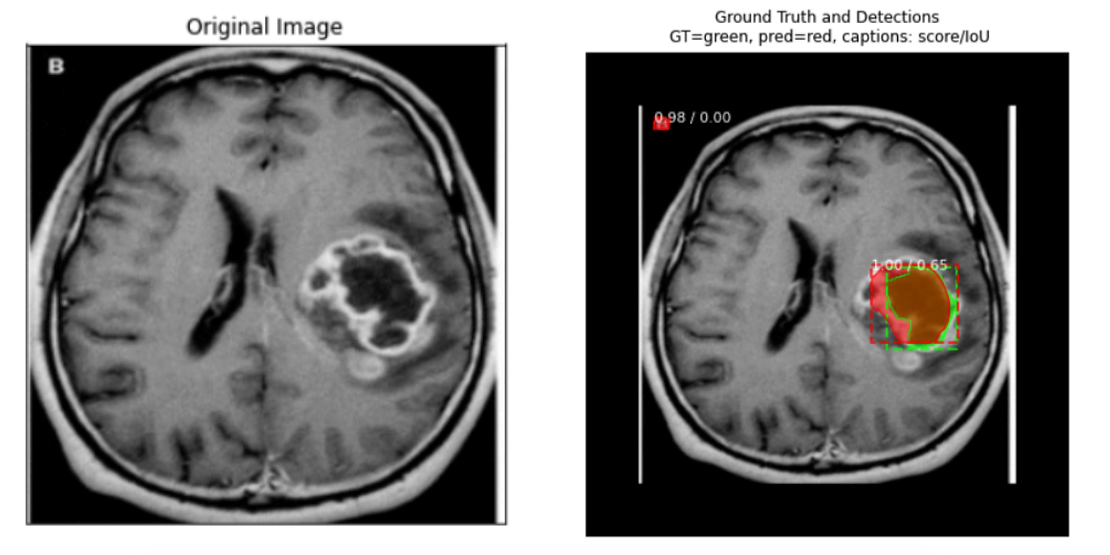 Original Image
B
Ground Truth and Detections
GT=green, pred=red, captions: score/IoU
0.98 / 0.00
1.00 / 0.65